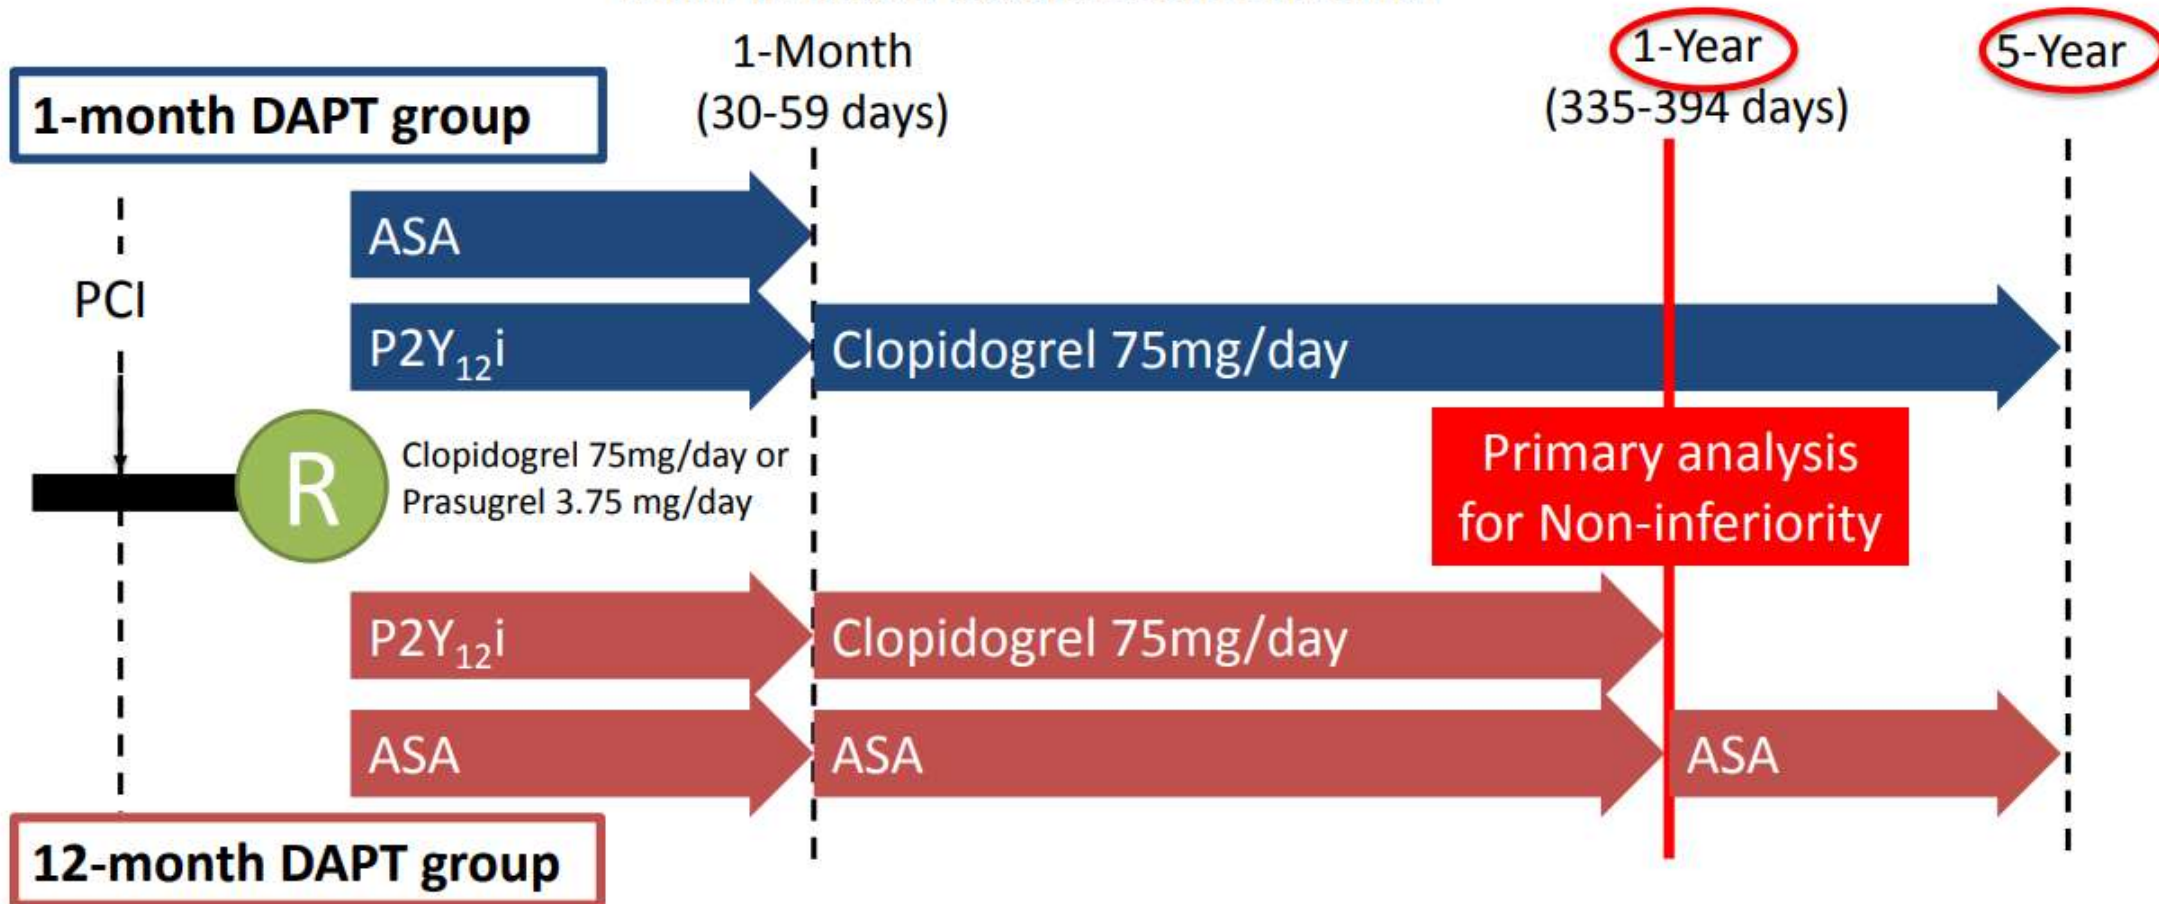 1-Month
(30-59 days)
1-Year
(335-394 days)
5-Year
1-month DAPT group
ASA
PCI
P2Y₁₂i
Clopidogrel 75mg/day
R
Clopidogrel 75mg/day or
Prasugrel 3.75 mg/day
Primary analysis
for Non-inferiority
P2Y₁₂i
Clopidogrel 75mg/day
ASA
ASA
ASA
12-month DAPT group